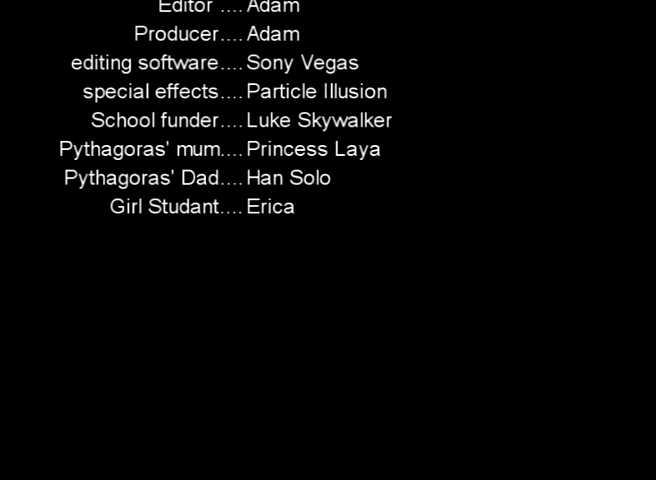 Editor .... Adam
Producer.... Adam
editing software.... Sony Vegas
special effects.... Particle Illusion
School funder.... Luke Skywalker
Pythagoras' mum.... Princess Laya
Pythagoras' Dad.... Han Solo
Girl Studant.... Erica